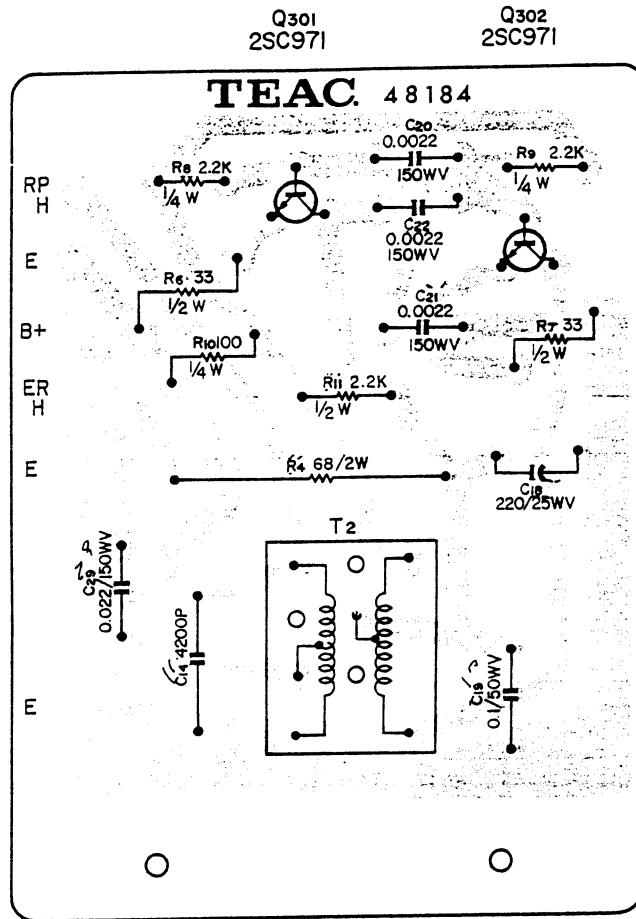 Q301
2SC971
Q302
2SC971
TEAC. 48184
C20
0.0022
150WV
R8 2.2K
1/4 W
R9 2.2K
1/4 W
RP
H
C22
0.0022
150WV
E
R6 33
1/2 W
C21
0.0022
150WV
B+
R7 33
1/2 W
R10 100
1/4 W
ER
H
R11 2.2K
1/2 W
E
R4 68/2W
C18
220/25WV
T2
C29
0.022/150WV
C14 4200P
C19
0.1/50WV
E